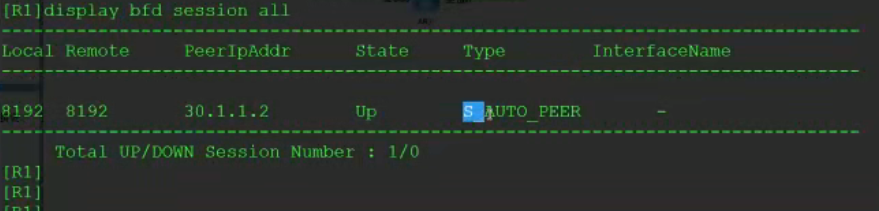 [R1]display bfd session all
--------------------------------------------------------------------------------
Local Remote PeerIpAddr State Type InterfaceName
--------------------------------------------------------------------------------
8192 8192 30.1.1.2 Up S_AUTO_PEER -
--------------------------------------------------------------------------------
Total UP/DOWN Session Number : 1/0
[R1]
[R1]
[R1]